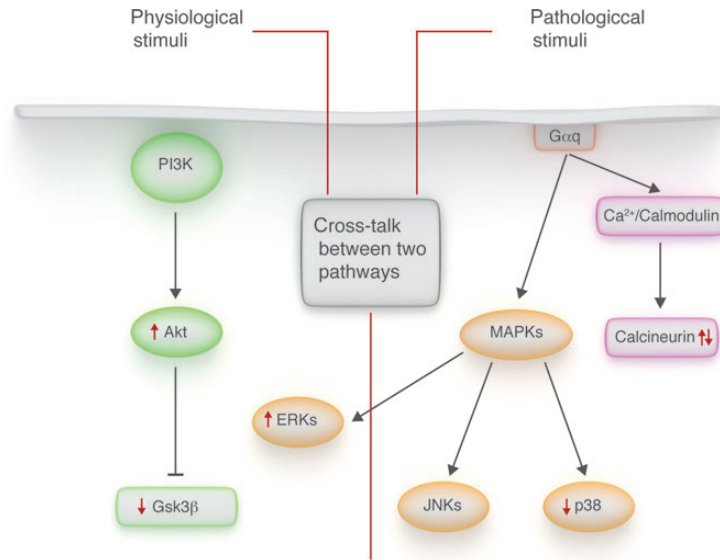 Physiological
stimuli
Pathologiccal
stimuli
PI3K
Gαq
Cross-talk
between two
pathways
Ca²⁺/Calmodulin
↑ Akt
MAPKs
Calcineurin ↑↓
↑ ERKs
↓ Gsk3β
JNKs
↓ p38